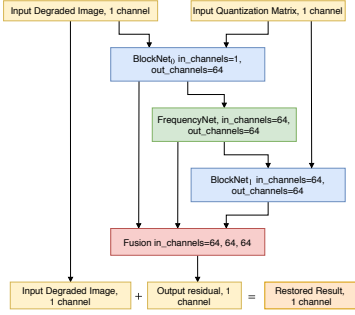 Input Degraded Image, 1 channel
Input Quantization Matrix, 1 channel
BlockNet₀ in_channels=1,
out_channels=64
FrequencyNet, in_channels=64,
out_channels=64
BlockNet₁ in_channels=64,
out_channels=64
Fusion in_channels=64, 64, 64
Input Degraded Image,
1 channel
+
Output residual, 1
channel
=
Restored Result,
1 channel